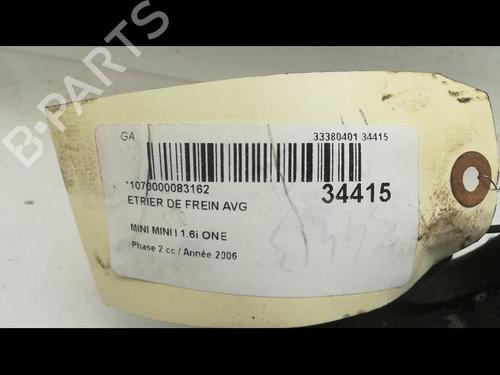 B-PARTS
GA
33380401 34415
*1070000083162
34415
ETRIER DE FREIN AVG
MINI MINI I 1.6i ONE
Phase 2 cc / Année 2006